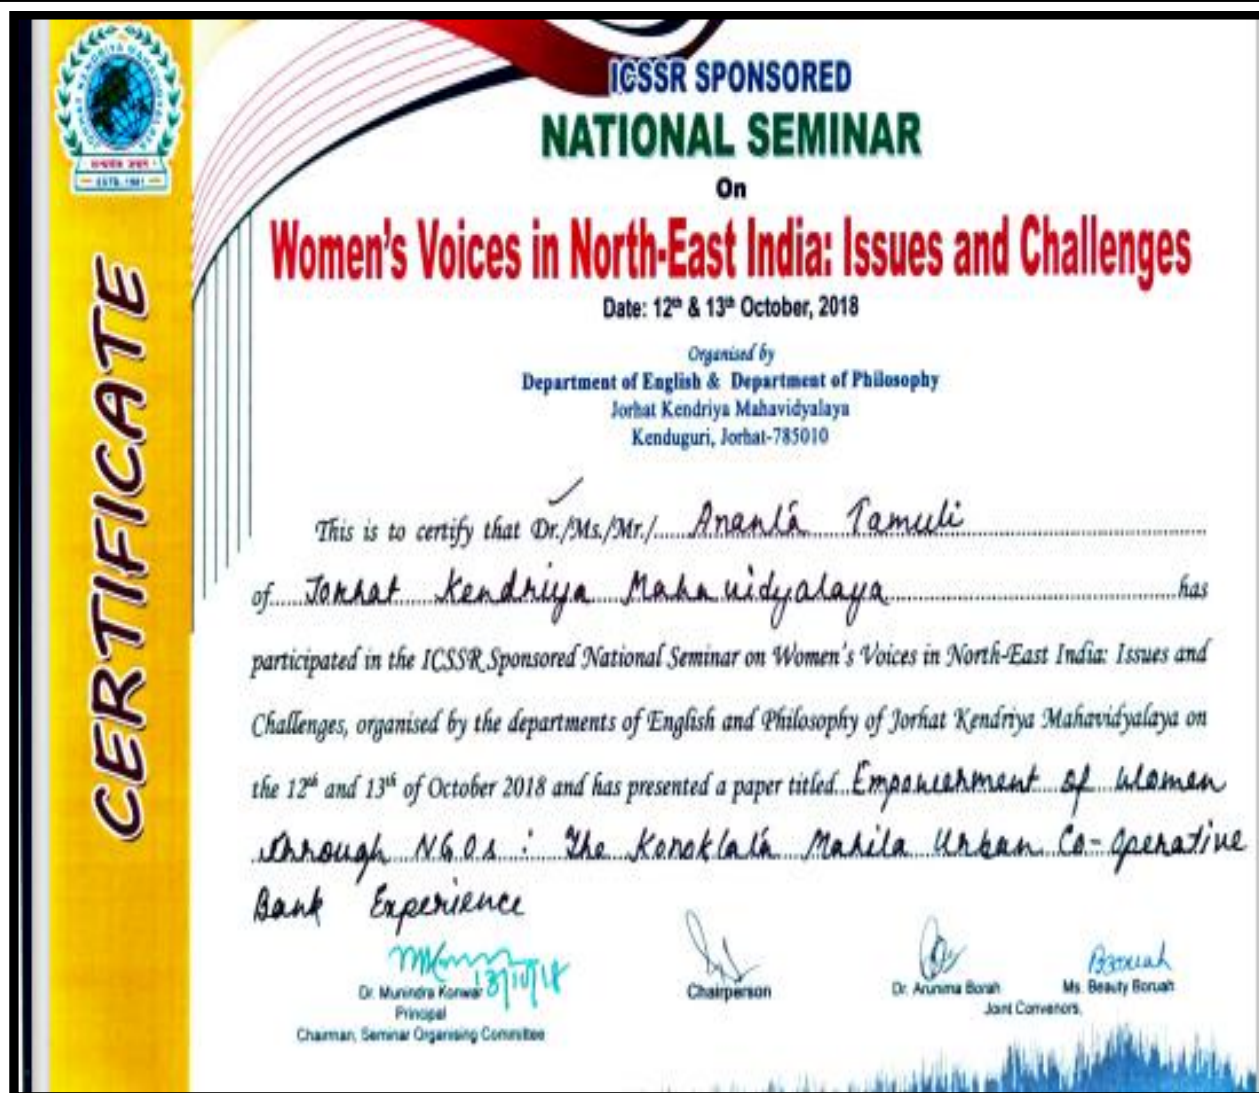 ICSSR SPONSORED
NATIONAL SEMINAR
On
Women's Voices in North-East India: Issues and Challenges
Date: 12th & 13th October, 2018
Organised by
Department of English & Department of Philosophy
Jorhat Kendriya Mahavidyalaya
Kenduguri, Jorhat-785010
CERTIFICATE
This is to certify that Dr./Ms./Mr./ Ananta Tamuli
of Jorhat Kendriya Mahavidyalaya has
participated in the ICSSR Sponsored National Seminar on Women's Voices in North-East India: Issues and
Challenges, organised by the departments of English and Philosophy of Jorhat Kendriya Mahavidyalaya on
the 12th and 13th of October 2018 and has presented a paper titled Empowerment of Women
through NGOs : The Konoklata Mahila Urban Co-operative
Bank Experience
13/10/18
Dr. Munindra Konwar
Principal
Chairman, Seminar Organising Committee
Chairperson
Dr. Arunima Borah
BBoruah
Ms. Beauty Boruah
Joint Convenors,